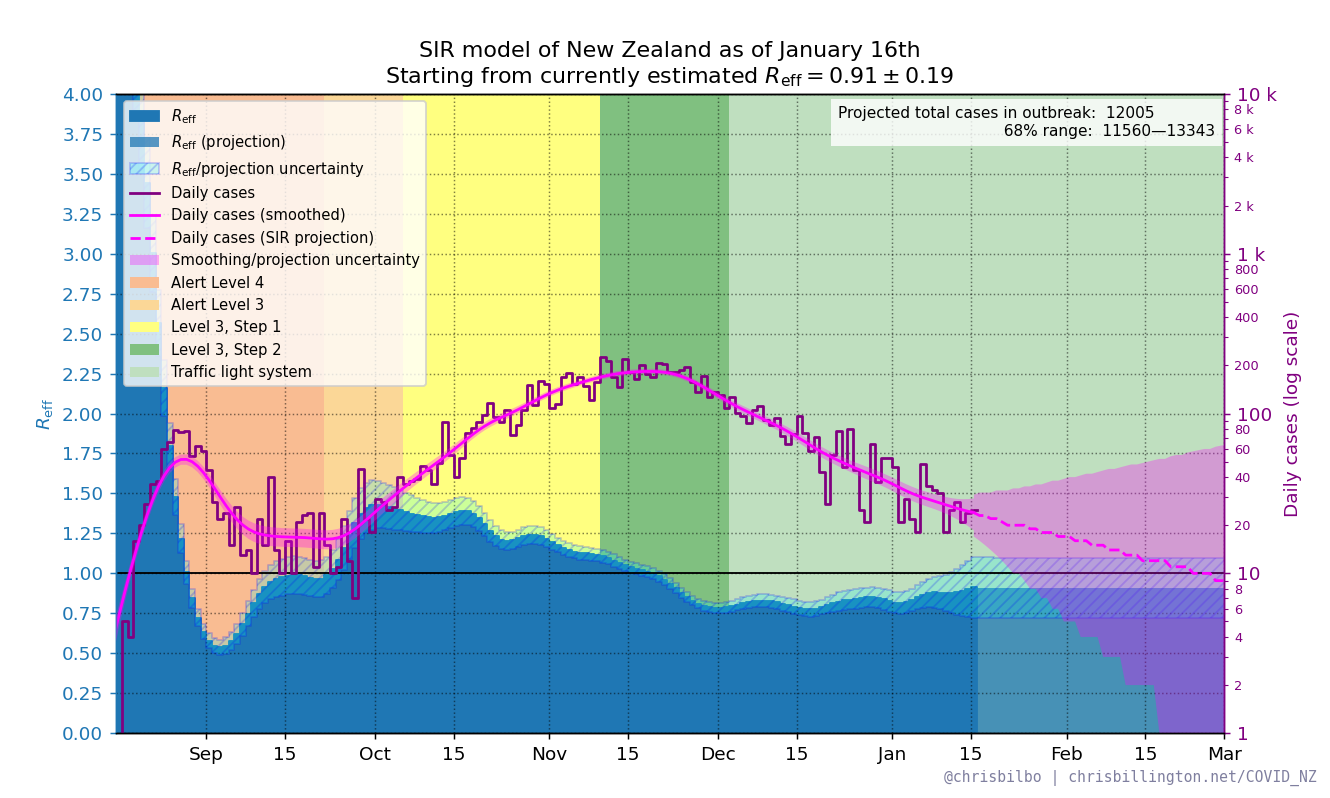 SIR model of New Zealand as of January 16th
Starting from currently estimated R_eff = 0.91 ± 0.19
Projected total cases in outbreak: 12005
68% range: 11560—13343
R_eff
R_eff (projection)
R_eff/projection uncertainty
Daily cases
Daily cases (smoothed)
Daily cases (SIR projection)
Smoothing/projection uncertainty
Alert Level 4
Alert Level 3
Level 3, Step 1
Level 3, Step 2
Traffic light system
R_eff
4.00
3.75
3.50
3.25
3.00
2.75
2.50
2.25
2.00
1.75
1.50
1.25
1.00
0.75
0.50
0.25
0.00
10 k
8 k
6 k
4 k
2 k
1 k
800
600
400
200
100
80
60
40
20
10
8
6
4
2
1
Daily cases (log scale)
Sep 15 Oct 15 Nov 15 Dec 15 Jan 15 Feb 15 Mar
@chrisbilbo | chrisbillington.net/COVID_NZ